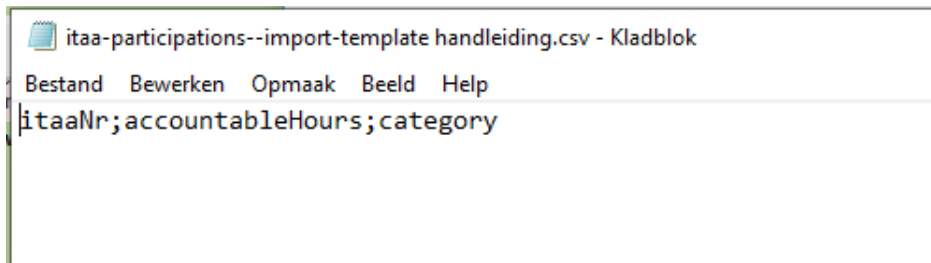 itaa-participations--import-template handleiding.csv - Kladblok
Bestand Bewerken Opmaak Beeld Help
itaaNr;accountableHours;category